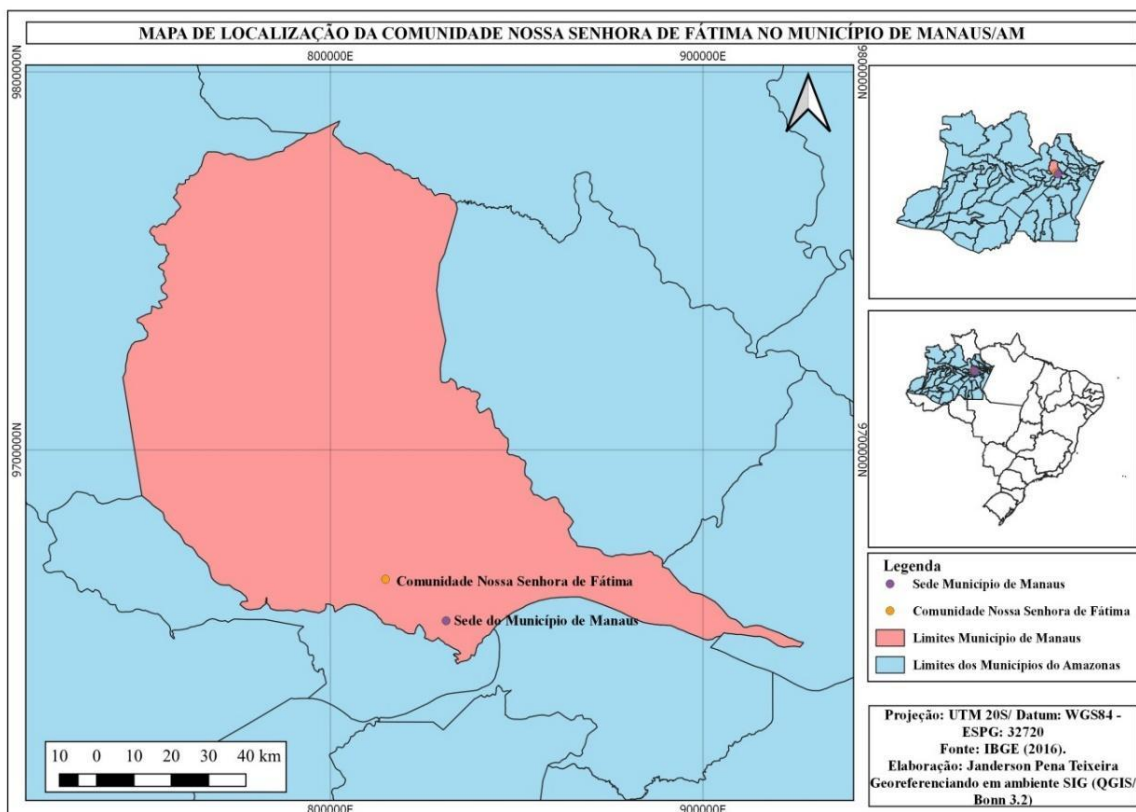 MAPA DE LOCALIZAÇÃO DA COMUNIDADE NOSSA SENHORA DE FÁTIMA NO MUNICÍPIO DE MANAUS/AM
800000E
900000E
9800000N
9800000N
9700000N
9700000N
Comunidade Nossa Senhora de Fátima
Sede do Município de Manaus
10 0 10 20 30 40 km
800000E
900000E
Legenda
Sede Município de Manaus
Comunidade Nossa Senhora de Fátima
Limites Município de Manaus
Limites dos Municípios do Amazonas
Projeção: UTM 20S/ Datum: WGS84 -
ESPG: 32720
Fonte: IBGE (2016).
Elaboração: Janderson Pena Teixeira
Georeferenciando em ambiente SIG (QGIS/
Bonn 3.2)